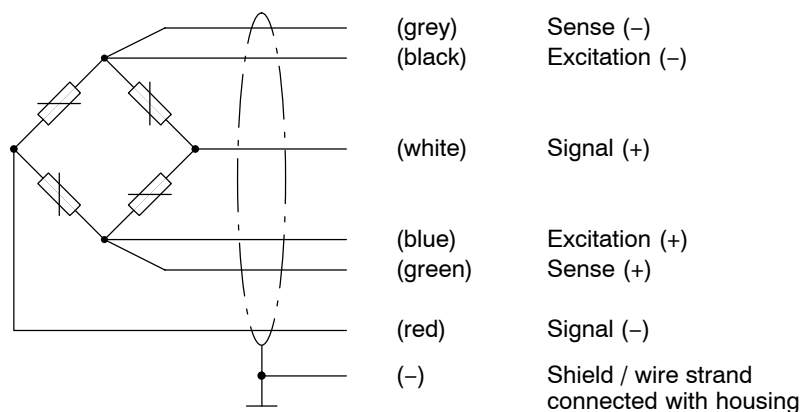 (grey) Sense (−)
(black) Excitation (−)
(white) Signal (+)
(blue) Excitation (+)
(green) Sense (+)
(red) Signal (−)
(−) Shield / wire strand
connected with housing